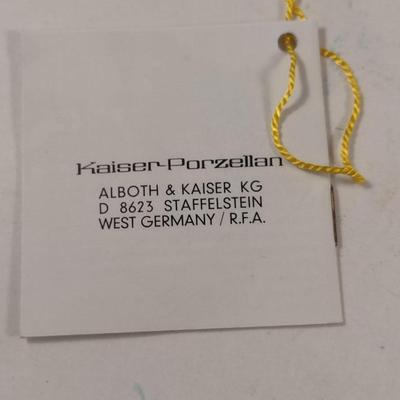 Kaiser-Porzellan
ALBOTH & KAISER KG
D 8623 STAFFELSTEIN
WEST GERMANY / R.F.A.